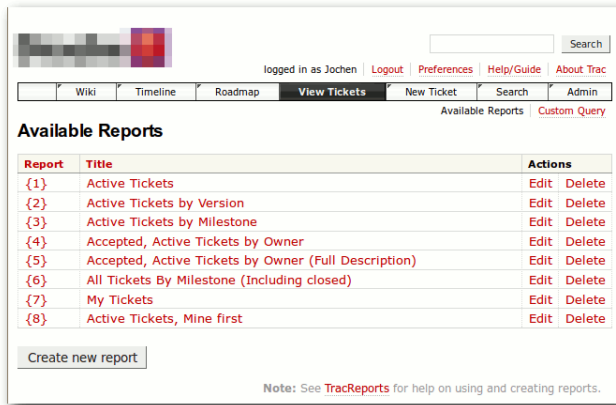 Search
logged in as Jochen Logout Preferences Help/Guide About Trac
Wiki Timeline Roadmap View Tickets New Ticket Search Admin
Available Reports Custom Query
Available Reports
Report Title Actions
{1} Active Tickets Edit Delete
{2} Active Tickets by Version Edit Delete
{3} Active Tickets by Milestone Edit Delete
{4} Accepted, Active Tickets by Owner Edit Delete
{5} Accepted, Active Tickets by Owner (Full Description) Edit Delete
{6} All Tickets By Milestone (Including closed) Edit Delete
{7} My Tickets Edit Delete
{8} Active Tickets, Mine first Edit Delete
Create new report
Note: See TracReports for help on using and creating reports.